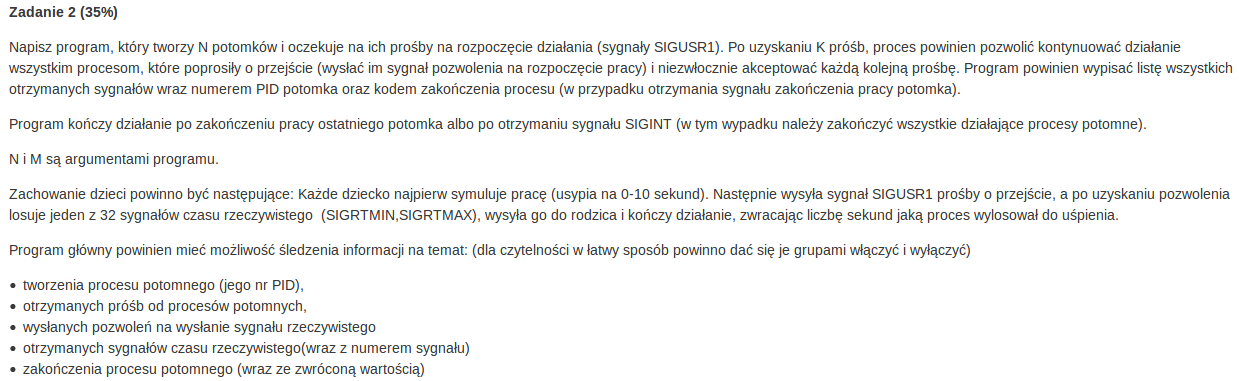 Zadanie 2 (35%)
Napisz program, który tworzy N potomków i oczekuje na ich prośby na rozpoczęcie działania (sygnały SIGUSR1). Po uzyskaniu K próśb, proces powinien pozwolić kontynuować działanie
wszystkim procesom, które poprosiły o przejście (wysłać im sygnał pozwolenia na rozpoczęcie pracy) i niezwłocznie akceptować każdą kolejną prośbę. Program powinien wypisać listę wszystkich
otrzymanych sygnałów wraz numerem PID potomka oraz kodem zakończenia procesu (w przypadku otrzymania sygnału zakończenia pracy potomka).
Program kończy działanie po zakończeniu pracy ostatniego potomka albo po otrzymaniu sygnału SIGINT (w tym wypadku należy zakończyć wszystkie działające procesy potomne).
N i M są argumentami programu.
Zachowanie dzieci powinno być następujące: Każde dziecko najpierw symuluje pracę (usypia na 0-10 sekund). Następnie wysyła sygnał SIGUSR1 prośby o przejście, a po uzyskaniu pozwolenia
losuje jeden z 32 sygnałów czasu rzeczywistego (SIGRTMIN,SIGRTMAX), wysyła go do rodzica i kończy działanie, zwracając liczbę sekund jaką proces wylosował do uśpienia.
Program główny powinien mieć możliwość śledzenia informacji na temat: (dla czytelności w łatwy sposób powinno dać się je grupami włączyć i wyłączyć)
• tworzenia procesu potomnego (jego nr PID),
• otrzymanych próśb od procesów potomnych,
• wysłanych pozwoleń na wysłanie sygnału rzeczywistego
• otrzymanych sygnałów czasu rzeczywistego(wraz z numerem sygnału)
• zakończenia procesu potomnego (wraz ze zwróconą wartością)